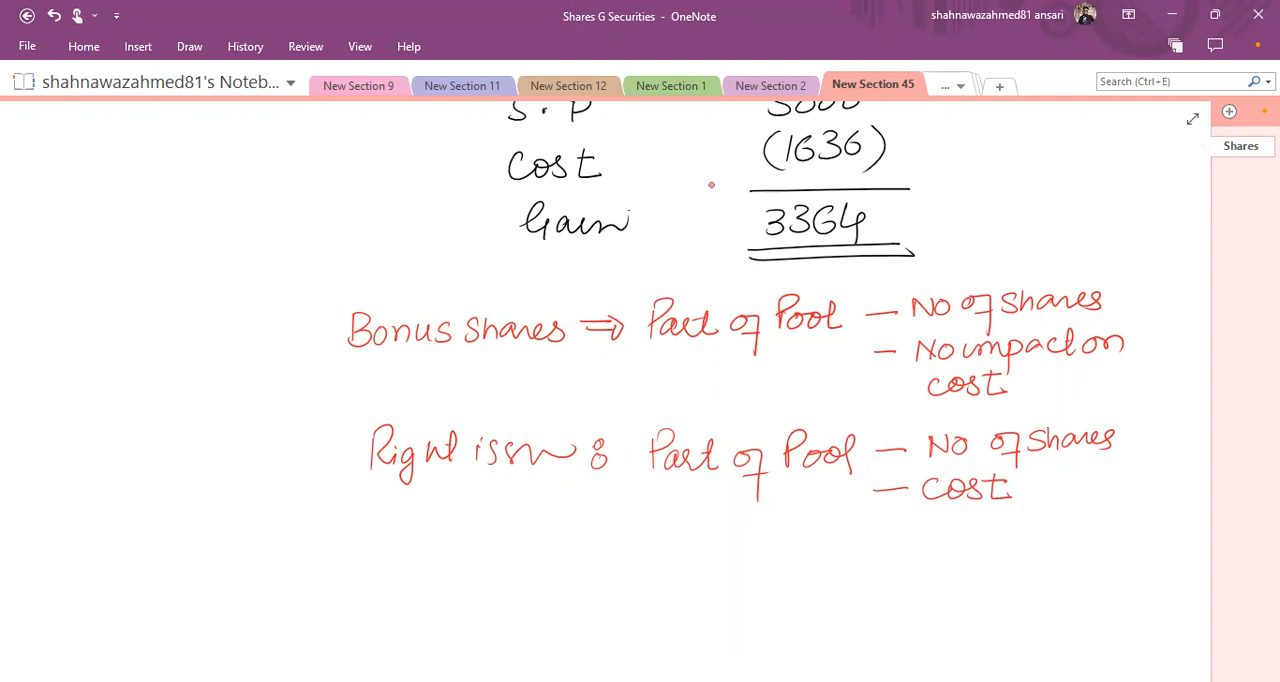 Shares G Securities - OneNote
shahnawazahmed81 ansari
File Home Insert Draw History Review View Help
shahnawazahmed81's Noteb... New Section 9 New Section 11 New Section 12 New Section 1 New Section 2 New Section 45 ... + Search (Ctrl+E)
Shares
S.P 5000
Cost (1636)
Gain 3364
Bonus shares ⇒ Part of Pool - No of shares
- No impact on
cost
Right issue : Part of Pool - No of shares
- cost